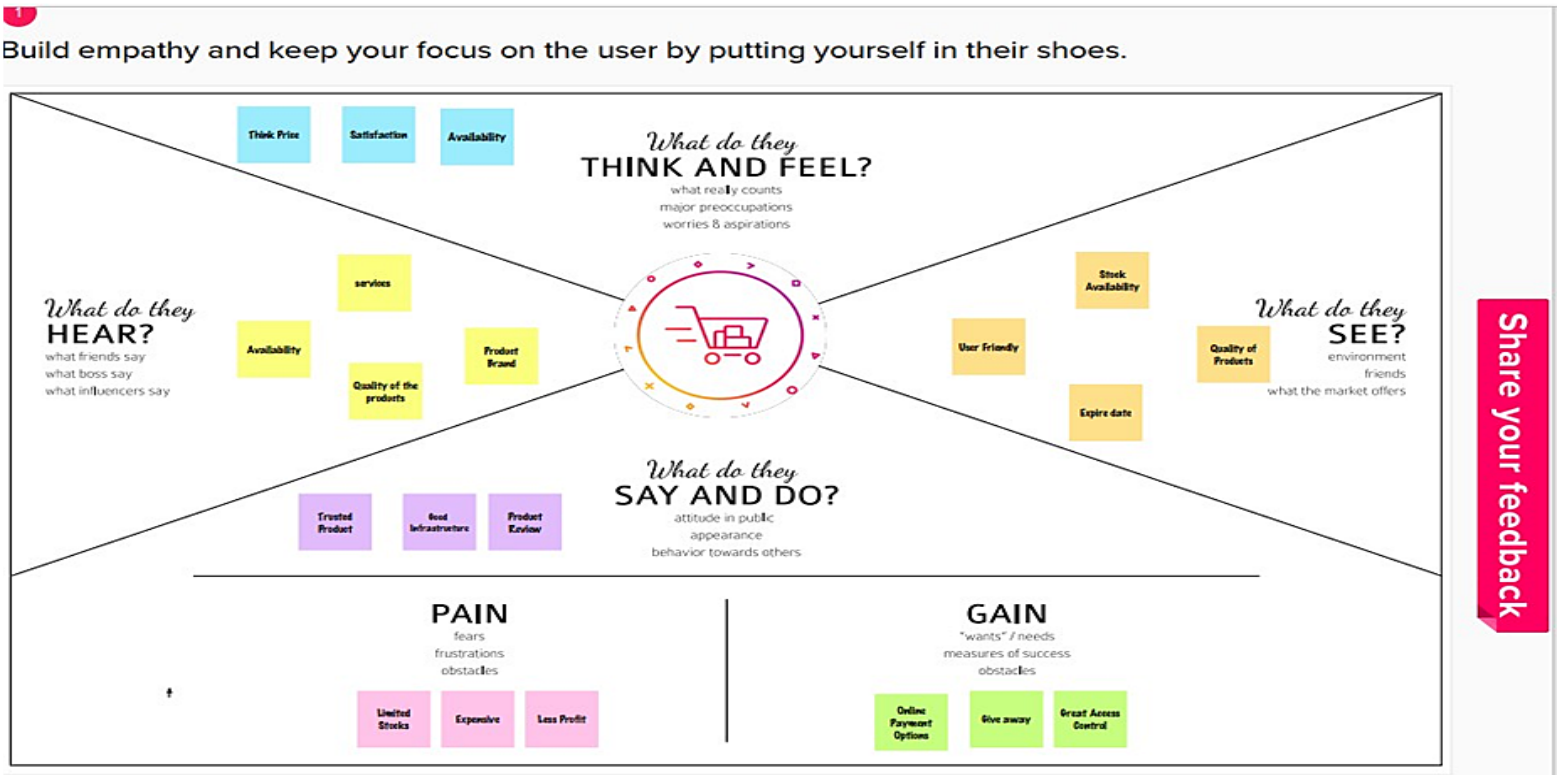 1
Build empathy and keep your focus on the user by putting yourself in their shoes.
Think Price
Satisfaction
Availability
What do they
THINK AND FEEL?
what really counts
major preoccupations
worries & aspirations
What do they
HEAR?
what friends say
what boss say
what influencers say
services
Availability
Product
Brand
Quality of the
products
Stock
Availability
User Friendly
Quality of
Products
Expire date
What do they
SEE?
environment
friends
what the market offers
What do they
SAY AND DO?
attitude in public
appearance
behavior towards others
Trusted
Product
Good
Infrastructure
Product
Review
PAIN
fears
frustrations
obstacles
Limited
Stocks
Expensive
Less Profit
GAIN
"wants" / needs
measures of success
obstacles
Online
Payment
Options
Give away
Great Access
Control
Share your feedback